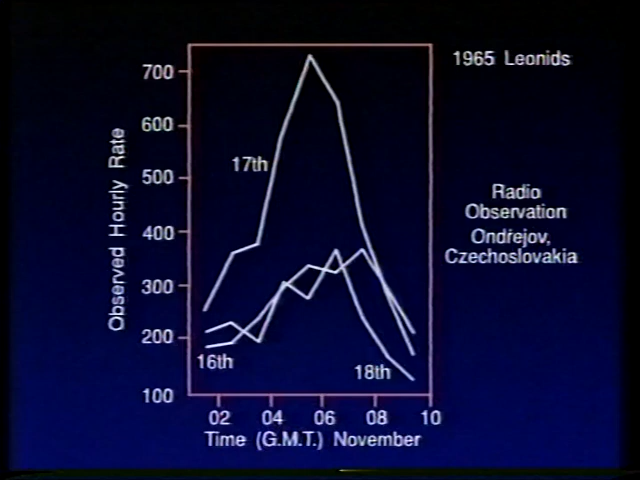 1965 Leonids
700
600
17th
500
Radio
Observation
400
Ondřejov,
Czechoslovakia
300
200
16th
18th
100
02 04 06 08 10
Time (G.M.T.) November
Observed Hourly Rate